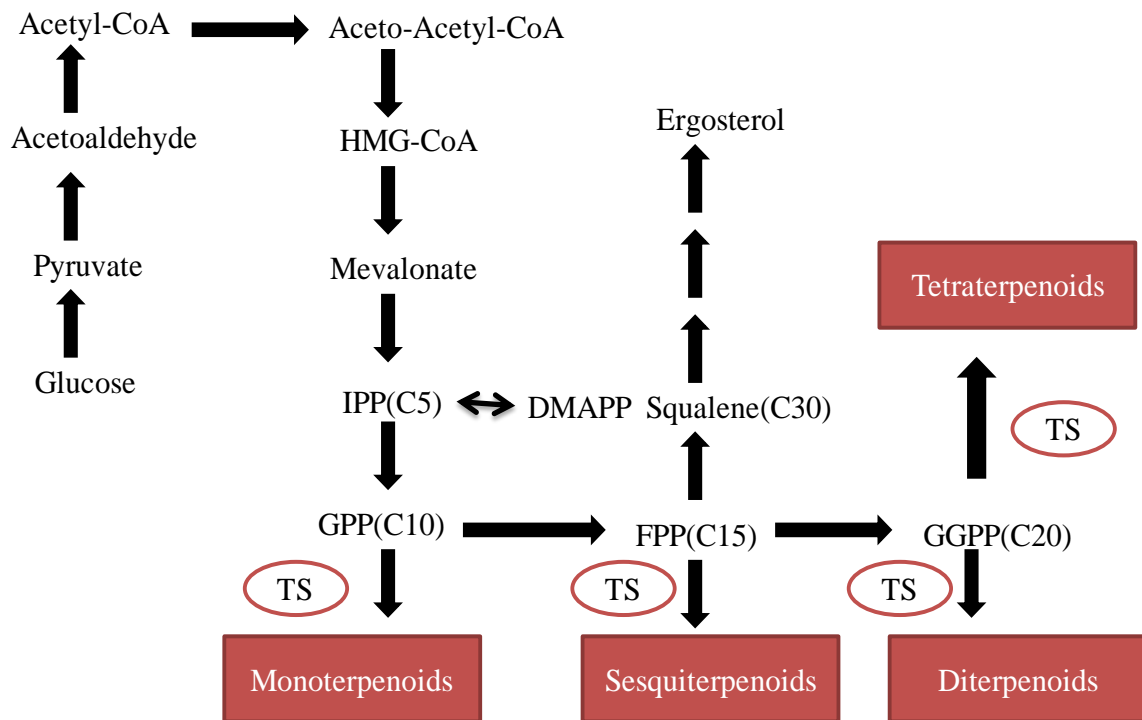 Acetyl-CoA
Aceto-Acetyl-CoA
Acetoaldehyde
HMG-CoA
Ergosterol
Pyruvate
Mevalonate
Tetraterpenoids
Glucose
IPP(C5)
DMAPP
Squalene(C30)
TS
GPP(C10)
FPP(C15)
GGPP(C20)
TS
TS
TS
Monoterpenoids
Sesquiterpenoids
Diterpenoids